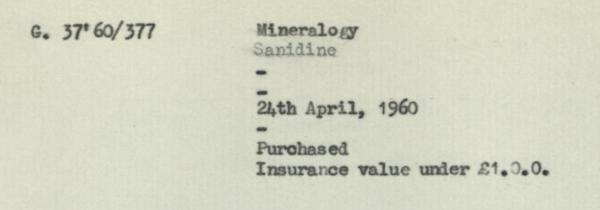 G. 37'60/377 Mineralogy
Sanidine
-
-
24th April, 1960
-
Purchased
Insurance value under £1.0.0.